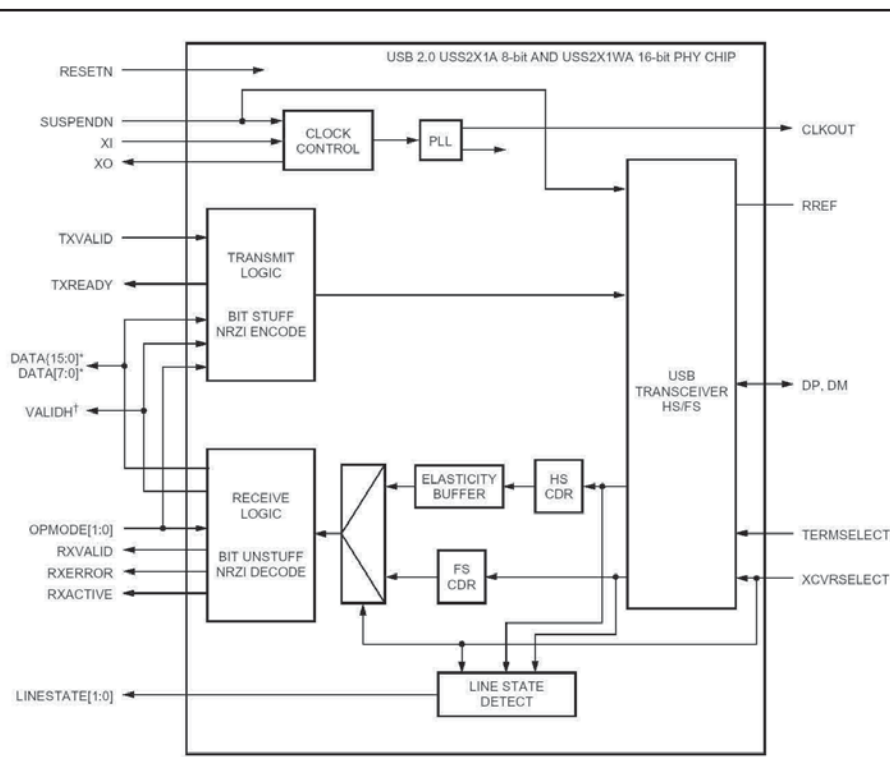 USB 2.0 USS2X1A 8-bit AND USS2X1WA 16-bit PHY CHIP
RESETN
SUSPENDN
XI
XO
CLOCK
CONTROL
PLL
CLKOUT
RREF
TXVALID
TXREADY
TRANSMIT
LOGIC
BIT STUFF
NRZI ENCODE
DATA{15:0]*
DATA[7:0]*
VALIDH†
USB
TRANSCEIVER
HS/FS
DP, DM
RECEIVE
LOGIC
BIT UNSTUFF
NRZI DECODE
ELASTICITY
BUFFER
HS
CDR
FS
CDR
OPMODE[1:0]
RXVALID
RXERROR
RXACTIVE
TERMSELECT
XCVRSELECT
LINE STATE
DETECT
LINESTATE[1:0]